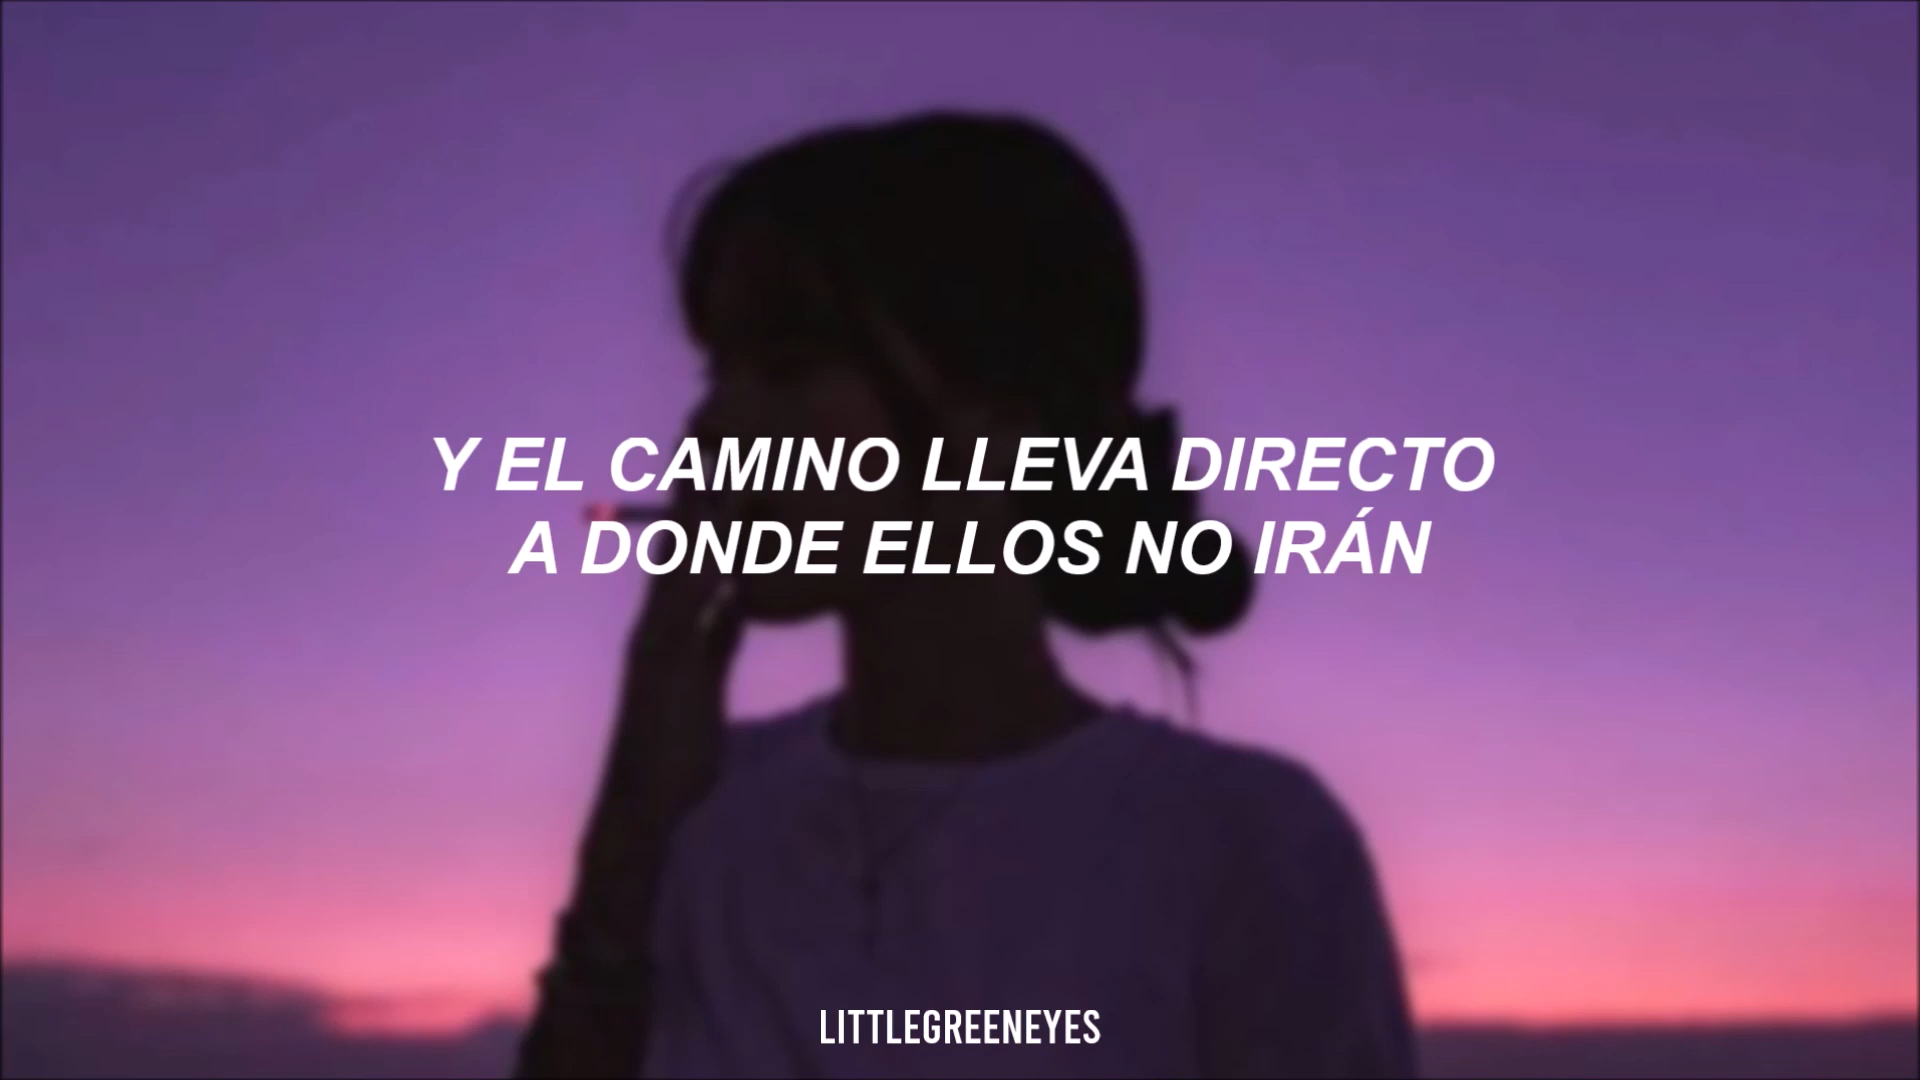 Y EL CAMINO LLEVA DIRECTO
A DONDE ELLOS NO IRÁN
LITTLEGREENEYES